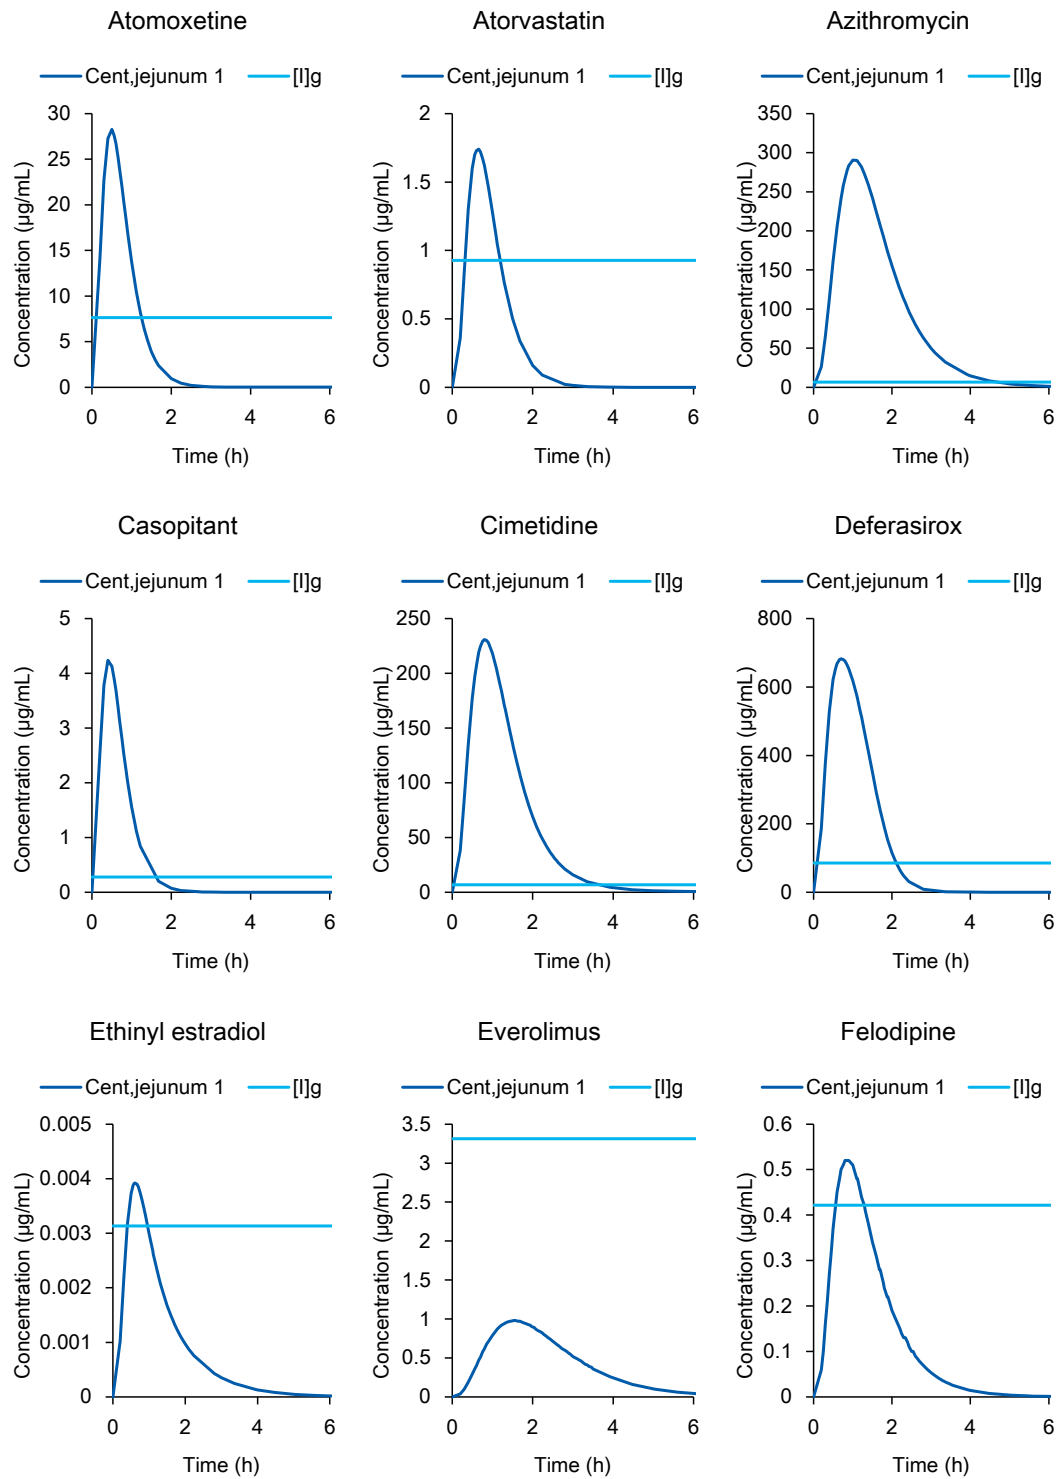 Atomoxetine
Cent,jejunum 1 [I]g
Concentration (µg/mL)
30
25
20
15
10
5
0
0 2 4 6
Time (h)
Atorvastatin
Cent,jejunum 1 [I]g
Concentration (µg/mL)
2
1.5
1
0.5
0
0 2 4 6
Time (h)
Azithromycin
Cent,jejunum 1 [I]g
Concentration (µg/mL)
350
300
250
200
150
100
50
0
0 2 4 6
Time (h)
Casopitant
Cent,jejunum 1 [I]g
Concentration (µg/mL)
5
4
3
2
1
0
0 2 4 6
Time (h)
Cimetidine
Cent,jejunum 1 [I]g
Concentration (µg/mL)
250
200
150
100
50
0
0 2 4 6
Time (h)
Deferasirox
Cent,jejunum 1 [I]g
Concentration (µg/mL)
800
600
400
200
0
0 2 4 6
Time (h)
Ethinyl estradiol
Cent,jejunum 1 [I]g
Concentration (µg/mL)
0.005
0.004
0.003
0.002
0.001
0
0 2 4 6
Time (h)
Everolimus
Cent,jejunum 1 [I]g
Concentration (µg/mL)
3.5
3
2.5
2
1.5
1
0.5
0
0 2 4 6
Time (h)
Felodipine
Cent,jejunum 1 [I]g
Concentration (µg/mL)
0.6
0.5
0.4
0.3
0.2
0.1
0
0 2 4 6
Time (h)